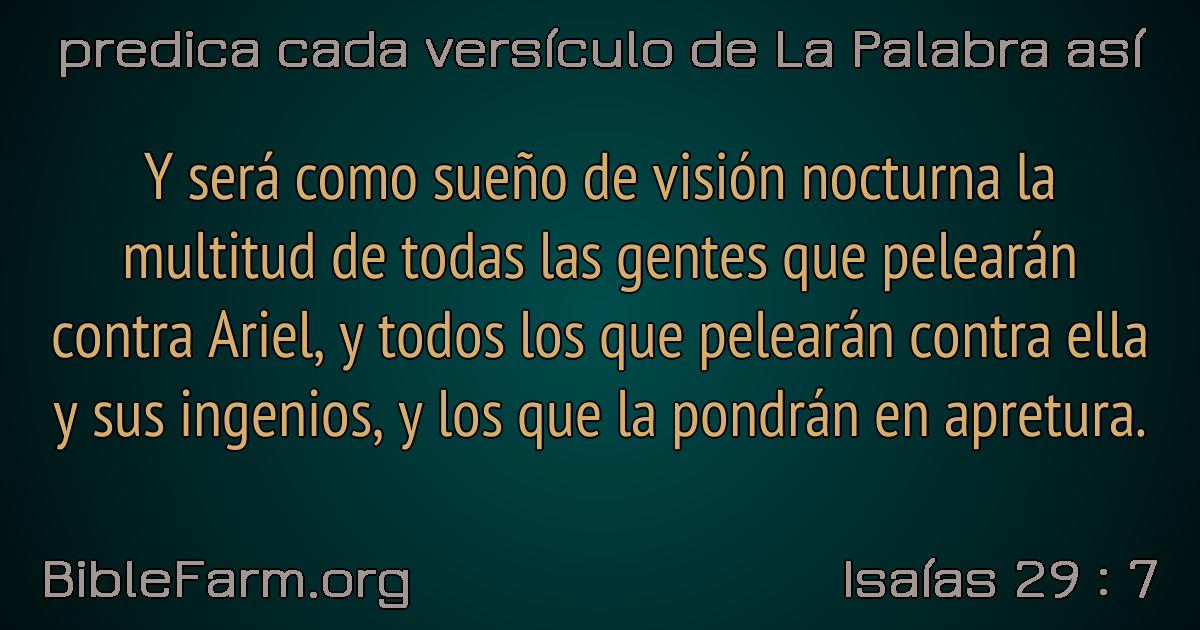 predica cada versículo de La Palabra así
Y será como sueño de visión nocturna la
multitud de todas las gentes que pelearán
contra Ariel, y todos los que pelearán contra ella
y sus ingenios, y los que la pondrán en apretura.
BibleFarm.org
Isaías 29 : 7